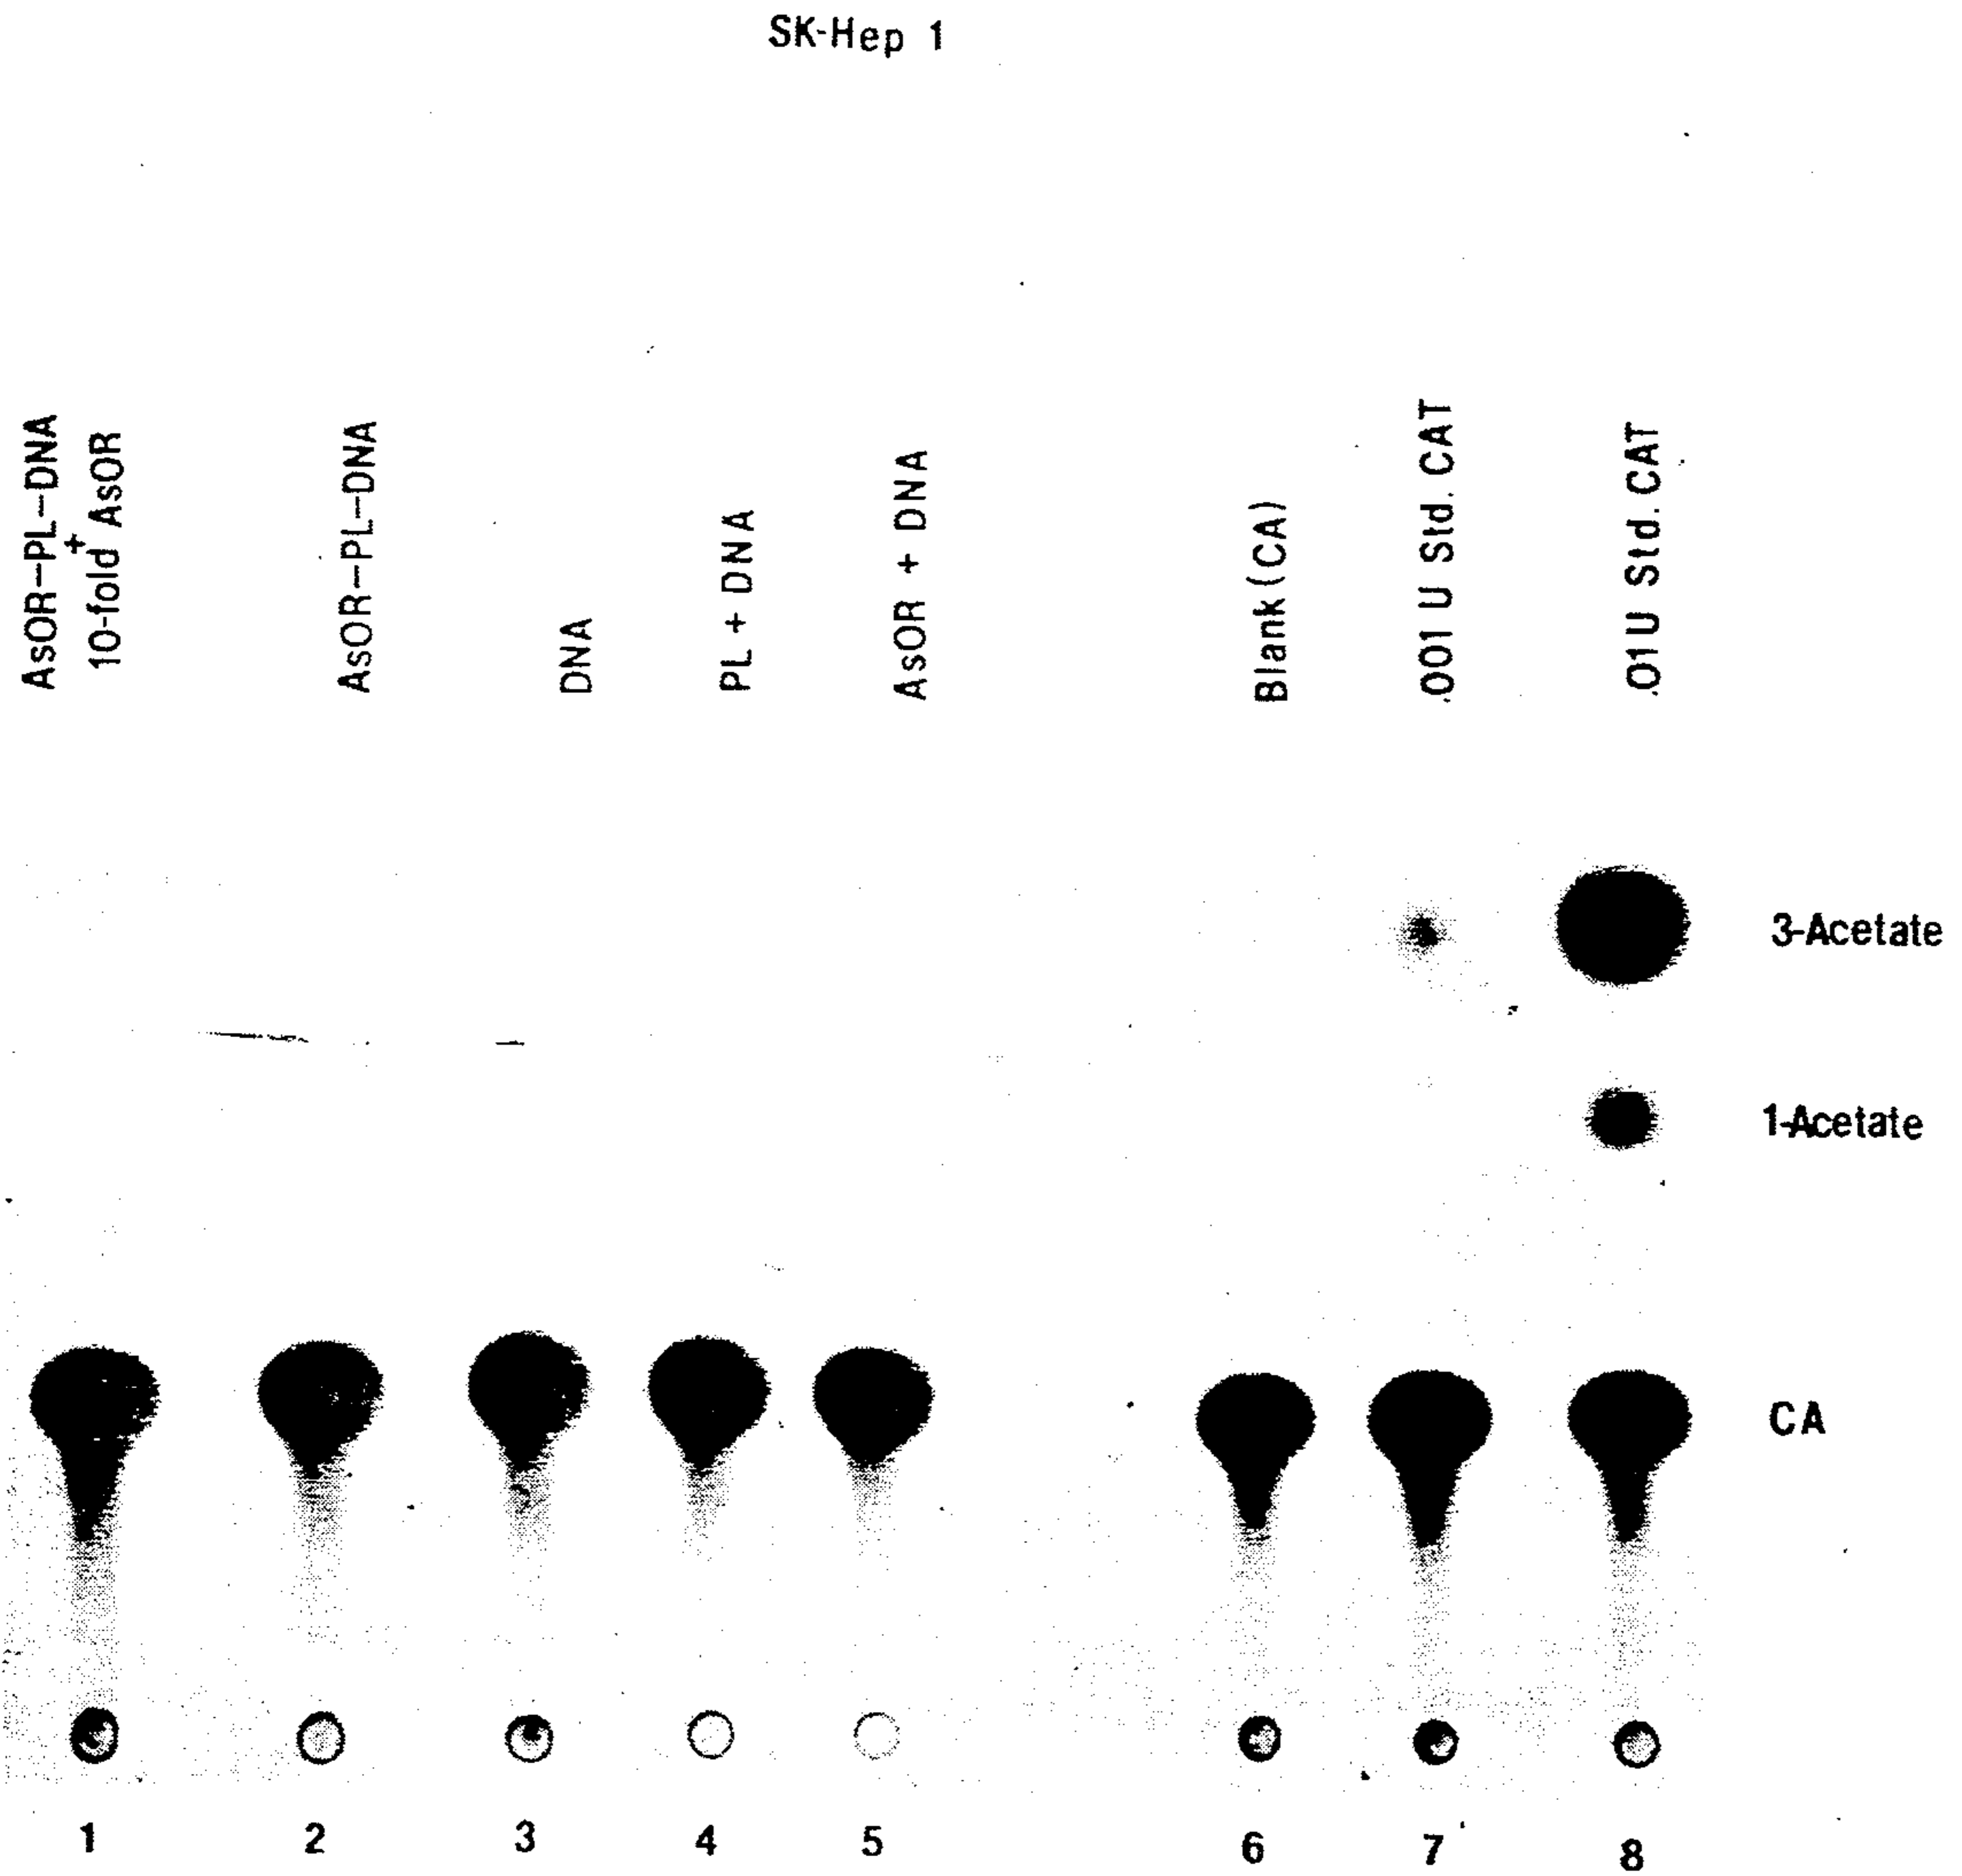 SK-Hep 1
AsOR-PL-DNA
+
10-fold AsOR
AsOR-PL-DNA
DNA
PL + DNA
AsOR + DNA
Blank (CA)
.001 U Std. CAT
.01 U Std. CAT
3-Acetate
1-Acetate
CA
1 2 3 4 5 6 7 8